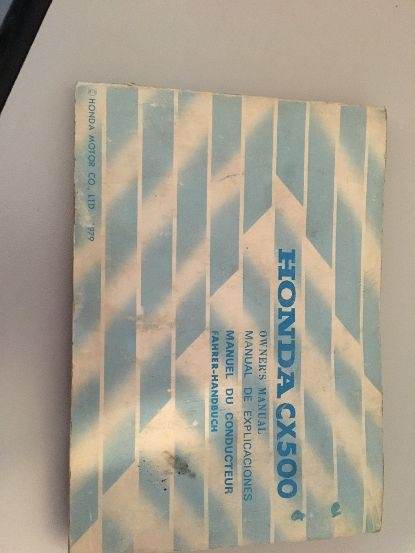 HONDA CX500
OWNER'S MANUAL
MANUAL DE EXPLICACIONES
MANUEL DU CONDUCTEUR
FAHRER-HANDBUCH
© HONDA MOTOR CO., LTD 1979